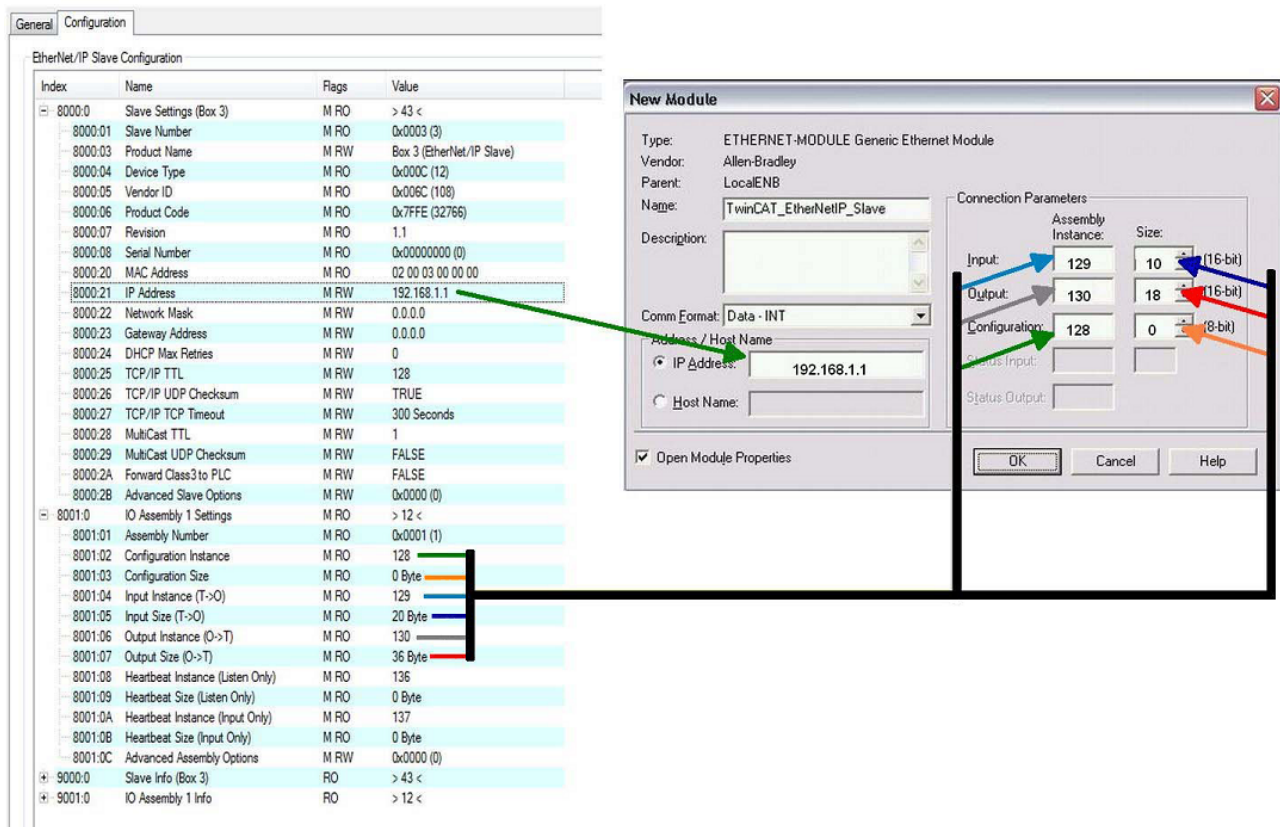 General Configuration
EtherNet/IP Slave Configuration
Index Name Flags Value
8000:0 Slave Settings (Box 3) M RO > 43 <
8000:01 Slave Number M RO 0x0003 (3)
8000:03 Product Name M RW Box 3 (EtherNet/IP Slave)
8000:04 Device Type M RO 0x000C (12)
8000:05 Vendor ID M RO 0x006C (108)
8000:06 Product Code M RO 0x7FFE (32766)
8000:07 Revision M RO 1.1
8000:08 Serial Number M RO 0x00000000 (0)
8000:20 MAC Address M RO 02 00 03 00 00 00
8000:21 IP Address M RW 192.168.1.1
8000:22 Network Mask M RW 0.0.0.0
8000:23 Gateway Address M RW 0.0.0.0
8000:24 DHCP Max Retries M RW 0
8000:25 TCP/IP TTL M RW 128
8000:26 TCP/IP UDP Checksum M RW TRUE
8000:27 TCP/IP TCP Timeout M RW 300 Seconds
8000:28 MultiCast TTL M RW 1
8000:29 MultiCast UDP Checksum M RW FALSE
8000:2A Forward Class3 to PLC M RW FALSE
8000:2B Advanced Slave Options M RW 0x0000 (0)
8001:0 IO Assembly 1 Settings M RO > 12 <
8001:01 Assembly Number M RO 0x0001 (1)
8001:02 Configuration Instance M RO 128
8001:03 Configuration Size M RO 0 Byte
8001:04 Input Instance (T->O) M RO 129
8001:05 Input Size (T->O) M RO 20 Byte
8001:06 Output Instance (O->T) M RO 130
8001:07 Output Size (O->T) M RO 36 Byte
8001:08 Heartbeat Instance (Listen Only) M RO 136
8001:09 Heartbeat Size (Listen Only) M RO 0 Byte
8001:0A Heartbeat Instance (Input Only) M RO 137
8001:0B Heartbeat Size (Input Only) M RO 0 Byte
8001:0C Advanced Assembly Options M RW 0x0000 (0)
9000:0 Slave Info (Box 3) RO > 43 <
9001:0 IO Assembly 1 Info RO > 12 <
New Module
Type: ETHERNET-MODULE Generic Ethernet Module
Vendor: Allen-Bradley
Parent: LocalENB
Name: TwinCAT_EtherNetIP_Slave
Description:
Comm Format: Data - INT
Address / Host Name
IP Address: 192.168.1.1
Host Name:
Connection Parameters
Assembly
Instance: Size:
Input: 129 10 (16-bit)
Output: 130 18 (16-bit)
Configuration: 128 0 (8-bit)
Status Input:
Status Output:
Open Module Properties
OK Cancel Help